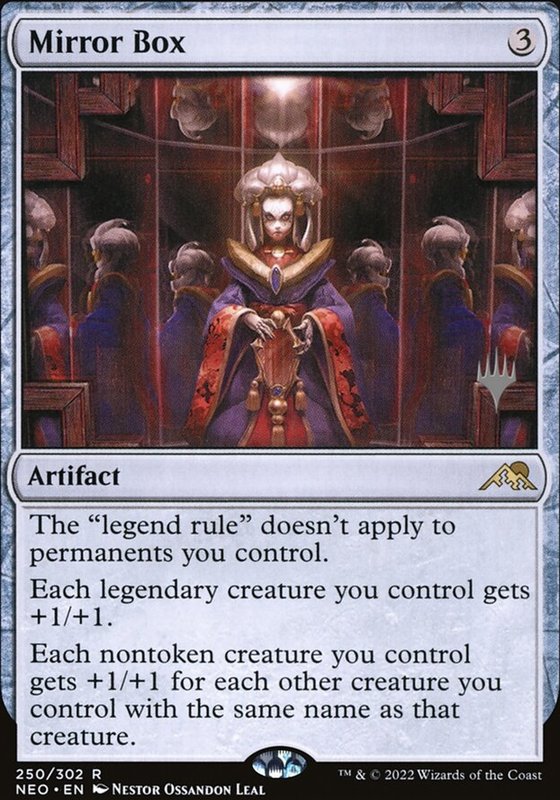 Mirror Box 3
Artifact
The “legend rule” doesn’t apply to
permanents you control.
Each legendary creature you control gets
+1/+1.
Each nontoken creature you control
gets +1/+1 for each other creature you
control with the same name as that
creature.
250/302 R
NEO • EN Nestor Ossandon Leal
™ & © 2022 Wizards of the Coast